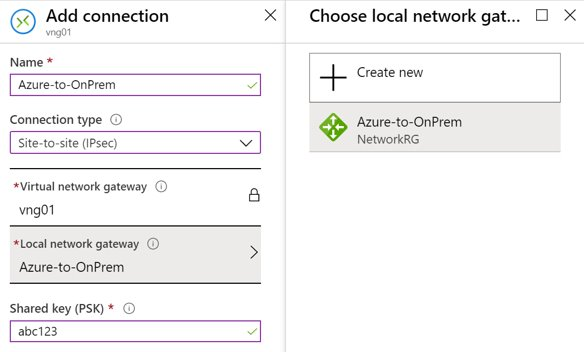 Add connection
vng01
Name *
Azure-to-OnPrem
Connection type
Site-to-site (IPsec)
*Virtual network gateway
vng01
*Local network gateway
Azure-to-OnPrem
Shared key (PSK) *
abc123
Choose local network gat...
Create new
Azure-to-OnPrem
NetworkRG